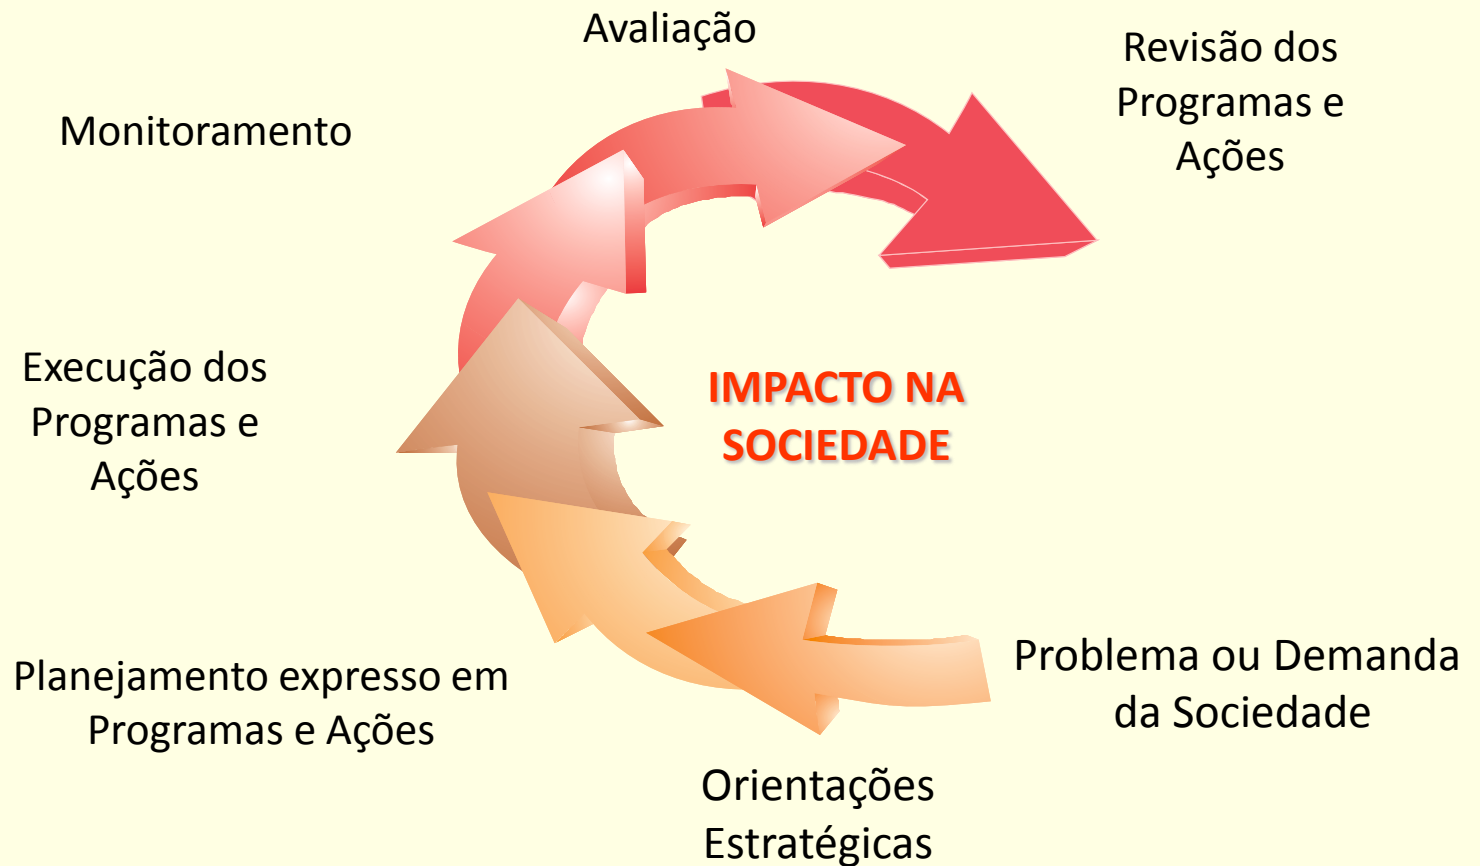 Avaliação
Revisão dos
Programas e
Ações
Monitoramento
Execução dos
Programas e
Ações
IMPACTO NA
SOCIEDADE
Planejamento expresso em
Programas e Ações
Problema ou Demanda
da Sociedade
Orientações
Estratégicas